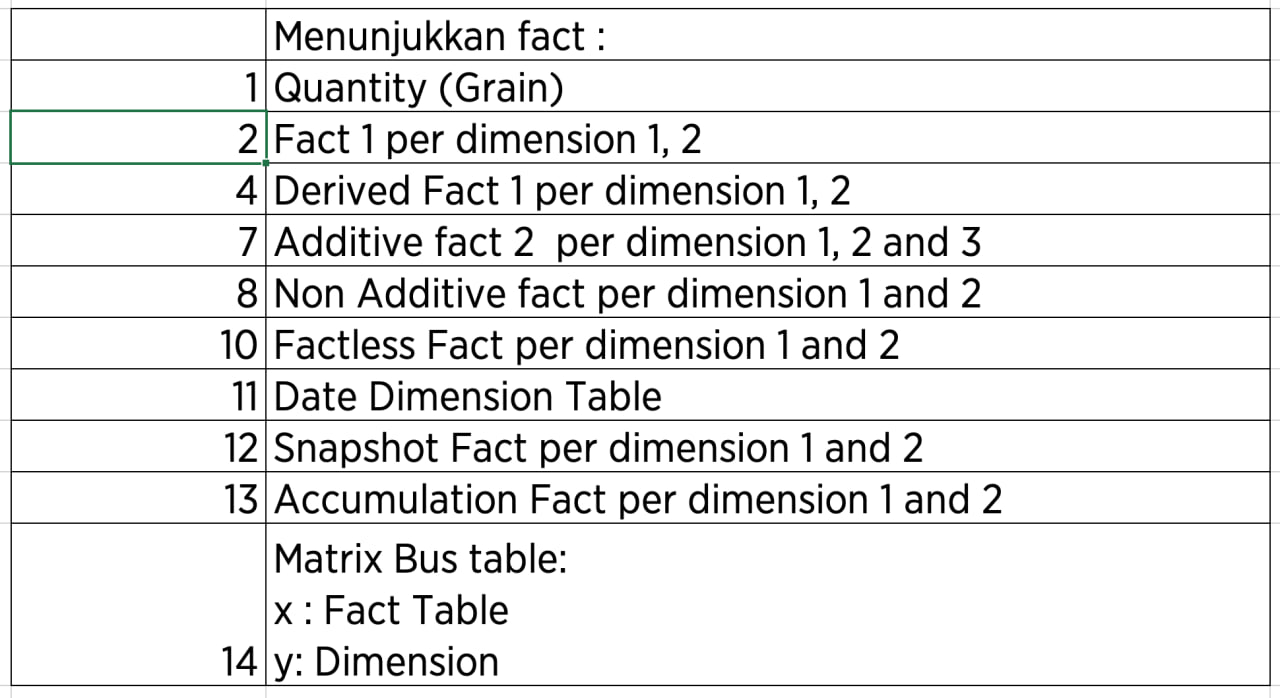 Menunjukkan fact :
1 Quantity (Grain)
2 Fact 1 per dimension 1, 2
4 Derived Fact 1 per dimension 1, 2
7 Additive fact 2  per dimension 1, 2 and 3
8 Non Additive fact per dimension 1 and 2
10 Factless Fact per dimension 1 and 2
11 Date Dimension Table
12 Snapshot Fact per dimension 1 and 2
13 Accumulation Fact per dimension 1 and 2
Matrix Bus table:
x : Fact Table
14 y: Dimension